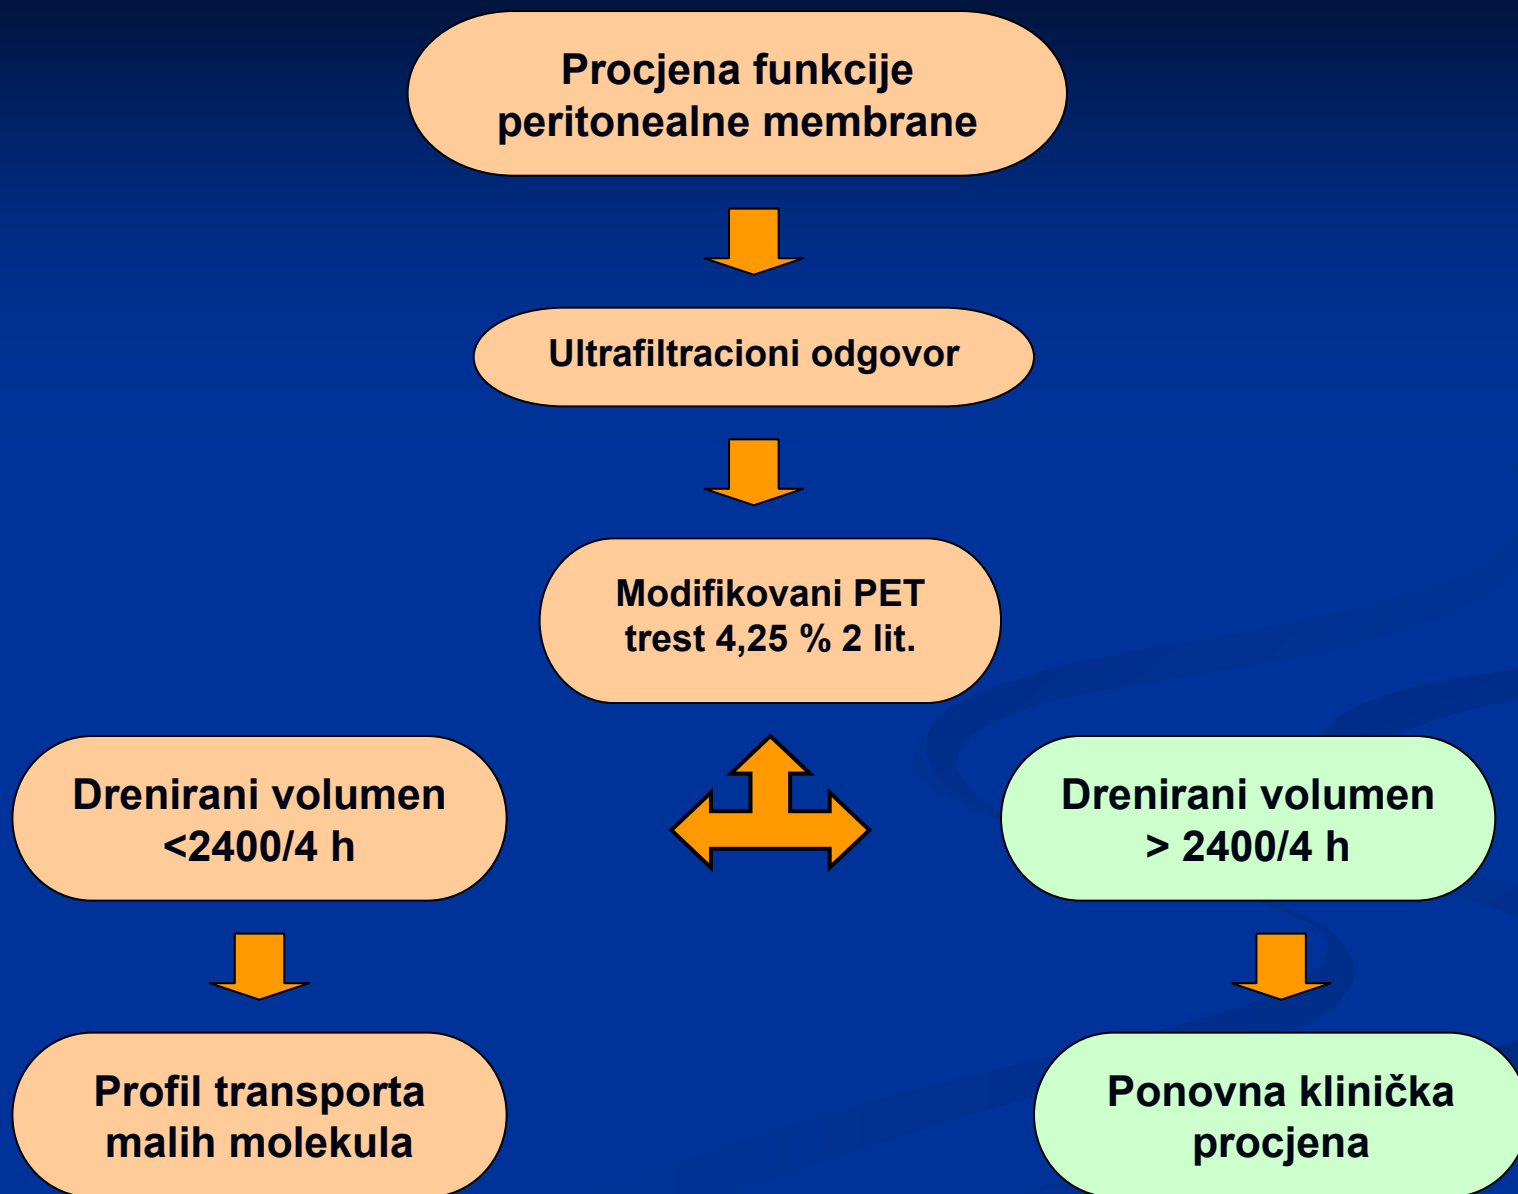 Procjena funkcije
peritonealne membrane
Ultrafiltracioni odgovor
Modifikovani PET
trest 4,25 % 2 lit.
Drenirani volumen
<2400/4 h
Drenirani volumen
> 2400/4 h
Profil transporta
malih molekula
Ponovna klinička
procjena